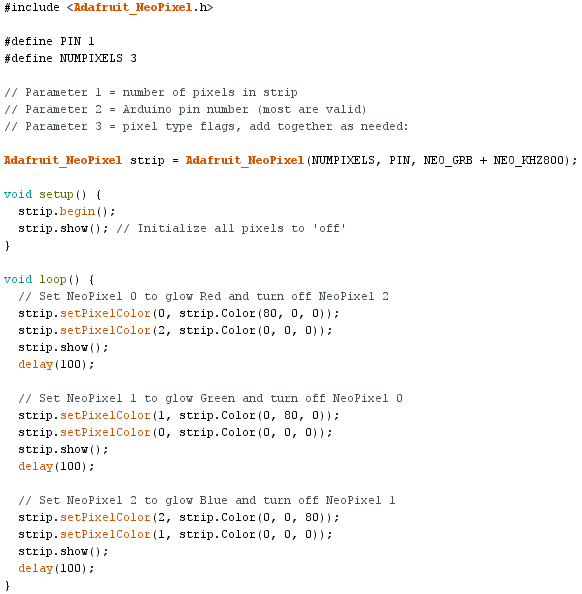 #include <Adafruit_NeoPixel.h>

#define PIN 1
#define NUMPIXELS 3

// Parameter 1 = number of pixels in strip
// Parameter 2 = Arduino pin number (most are valid)
// Parameter 3 = pixel type flags, add together as needed:

Adafruit_NeoPixel strip = Adafruit_NeoPixel(NUMPIXELS, PIN, NEO_GRB + NEO_KHZ800);

void setup() {
  strip.begin();
  strip.show(); // Initialize all pixels to 'off'
}

void loop() {
  // Set NeoPixel 0 to glow Red and turn off NeoPixel 2
  strip.setPixelColor(0, strip.Color(80, 0, 0));
  strip.setPixelColor(2, strip.Color(0, 0, 0));
  strip.show();
  delay(100);

  // Set NeoPixel 1 to glow Green and turn off NeoPixel 0
  strip.setPixelColor(1, strip.Color(0, 80, 0));
  strip.setPixelColor(0, strip.Color(0, 0, 0));
  strip.show();
  delay(100);

  // Set NeoPixel 2 to glow Blue and turn off NeoPixel 1
  strip.setPixelColor(2, strip.Color(0, 0, 80));
  strip.setPixelColor(1, strip.Color(0, 0, 0));
  strip.show();
  delay(100);
}